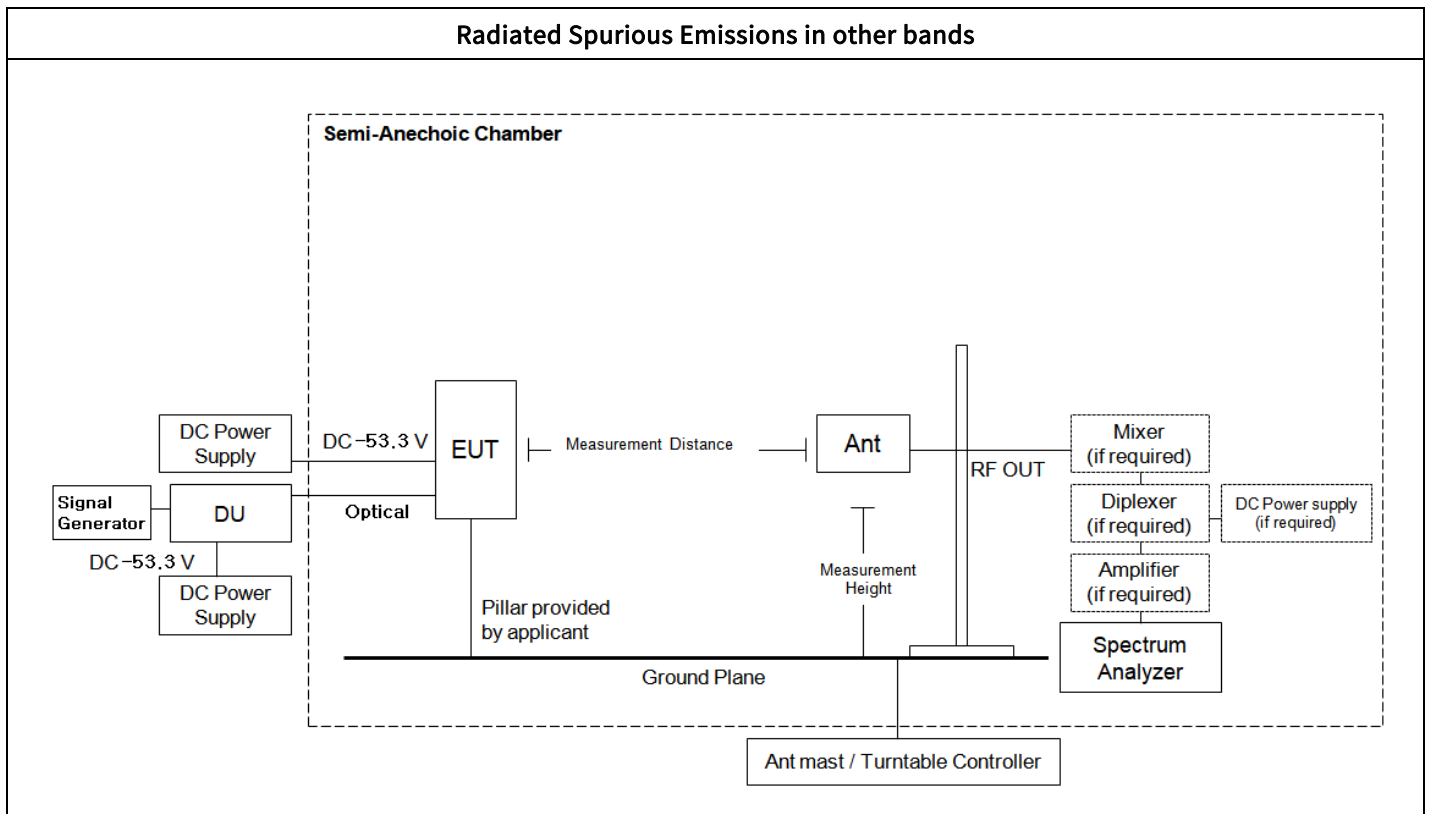 Radiated Spurious Emissions in other bands
Semi-Anechoic Chamber
DC Power
Supply
DC-53.3 V
EUT
Measurement Distance
Ant
RF OUT
Mixer
(if required)
Signal
Generator
DU
Optical
Diplexer
(if required)
DC Power supply
(if required)
DC-53.3 V
DC Power
Supply
Measurement
Height
Amplifier
(if required)
Pillar provided
by applicant
Spectrum
Analyzer
Ground Plane
Ant mast / Turntable Controller